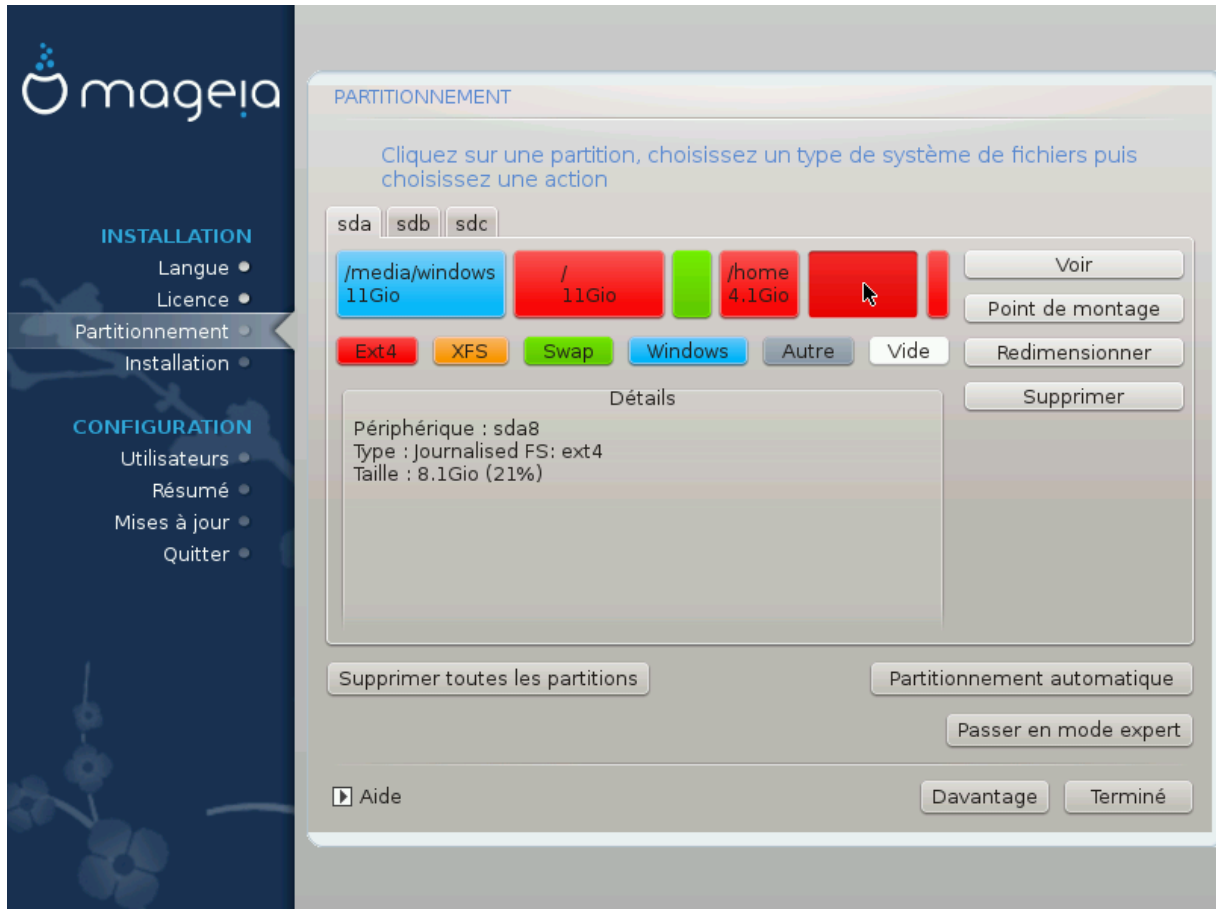 mageia
INSTALLATION
Langue
Licence
Partitionnement
Installation
CONFIGURATION
Utilisateurs
Résumé
Mises à jour
Quitter
PARTITIONNEMENT
Cliquez sur une partition, choisissez un type de système de fichiers puis
choisissez une action
sda sdb sdc
/media/windows
11Gio
/
11Gio
/home
4.1Gio
Voir
Point de montage
Redimensionner
Supprimer
Ext4 XFS Swap Windows Autre Vide
Détails
Périphérique : sda8
Type : Journalised FS: ext4
Taille : 8.1Gio (21%)
Supprimer toutes les partitions
Partitionnement automatique
Passer en mode expert
Aide
Davantage
Terminé